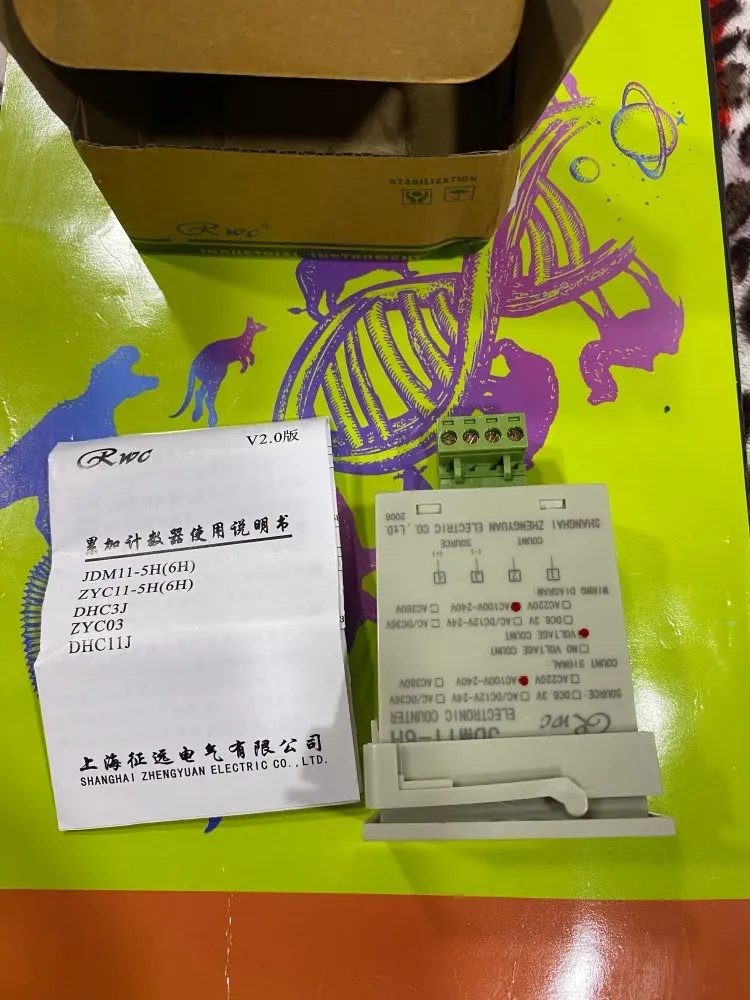 STABILIZATION
Rwc®
INDUSTRIAL INSTRUMENT
Rwc
V2.0版
累加计数器使用说明书
JDM11-5H(6H)
ZYC11-5H(6H)
DHC3J
ZYC03
DHC11J
上海征远电气有限公司
SHANGHAI ZHENGYUAN ELECTRIC CO.,LTD.
JDM11-6H
Rwc ELECTRONIC COUNTER
SOURCE: □DC6.3V □AC/DC12V-24V □AC/DC36V
□AC220V AC100V-240V □AC380V
COUNT SIGNAL:
□NO VOLTAGE COUNT
VOLTAGE COUNT
□DC6.3V □AC/DC12V-24V □AC/DC36V
□AC220V AC100V-240V □AC380V
WIRNG DIAGRAM:
1 2 3 4
(-) (+)
COUNT SOURCE
SHANGHAI ZHENGYUAN ELECTRIC CO.,Ltd. 2006